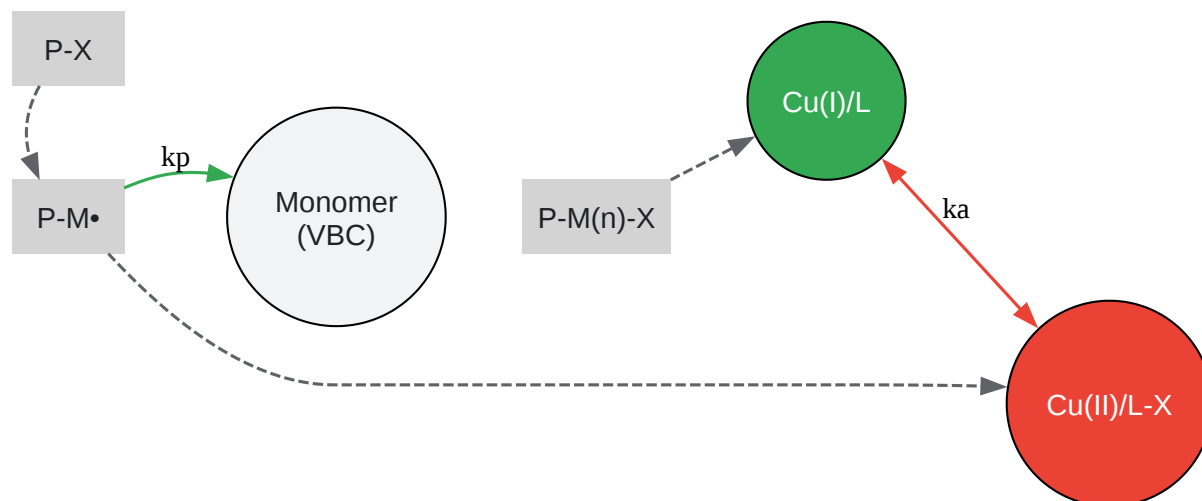 P-X
kp
P-M•
Monomer
(VBC)
Cu(I)/L
P-M(n)-X
ka
Cu(II)/L-X